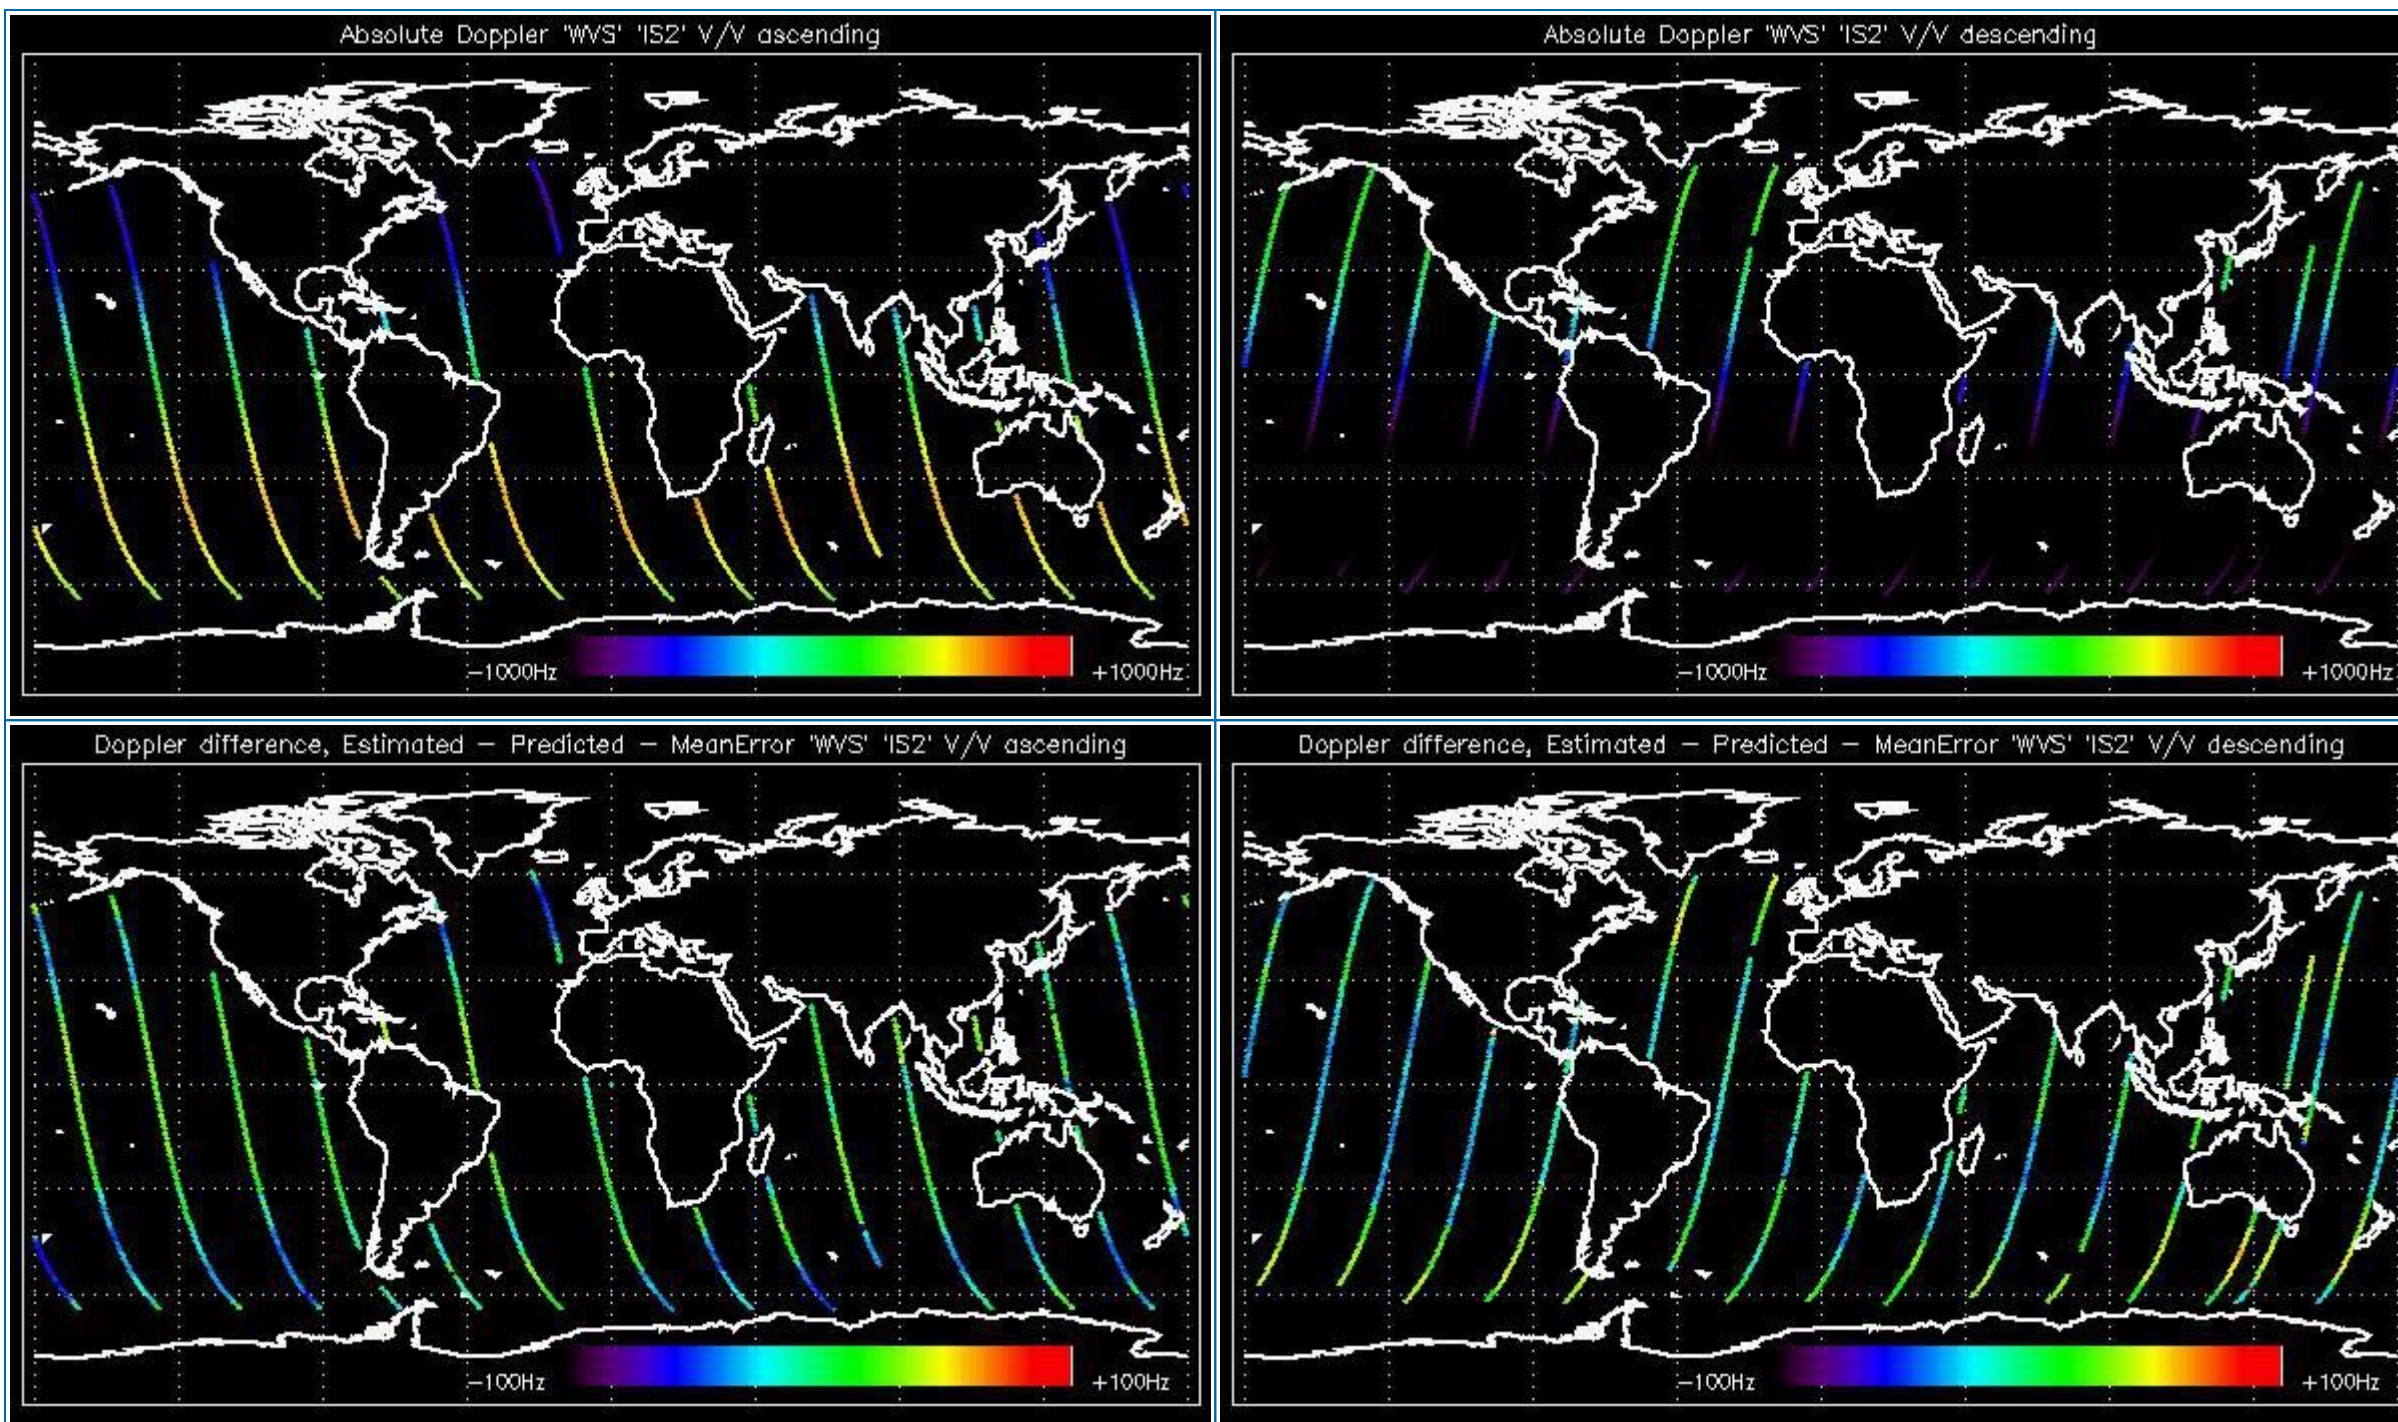 Absolute Doppler 'WVS' 'IS2' V/V ascending
-1000Hz
+1000Hz
Absolute Doppler 'WVS' 'IS2' V/V descending
-1000Hz
+1000Hz
Doppler difference, Estimated - Predicted - MeanError 'WVS' 'IS2' V/V ascending
-100Hz
+100Hz
Doppler difference, Estimated - Predicted - MeanError 'WVS' 'IS2' V/V descending
-100Hz
+100Hz